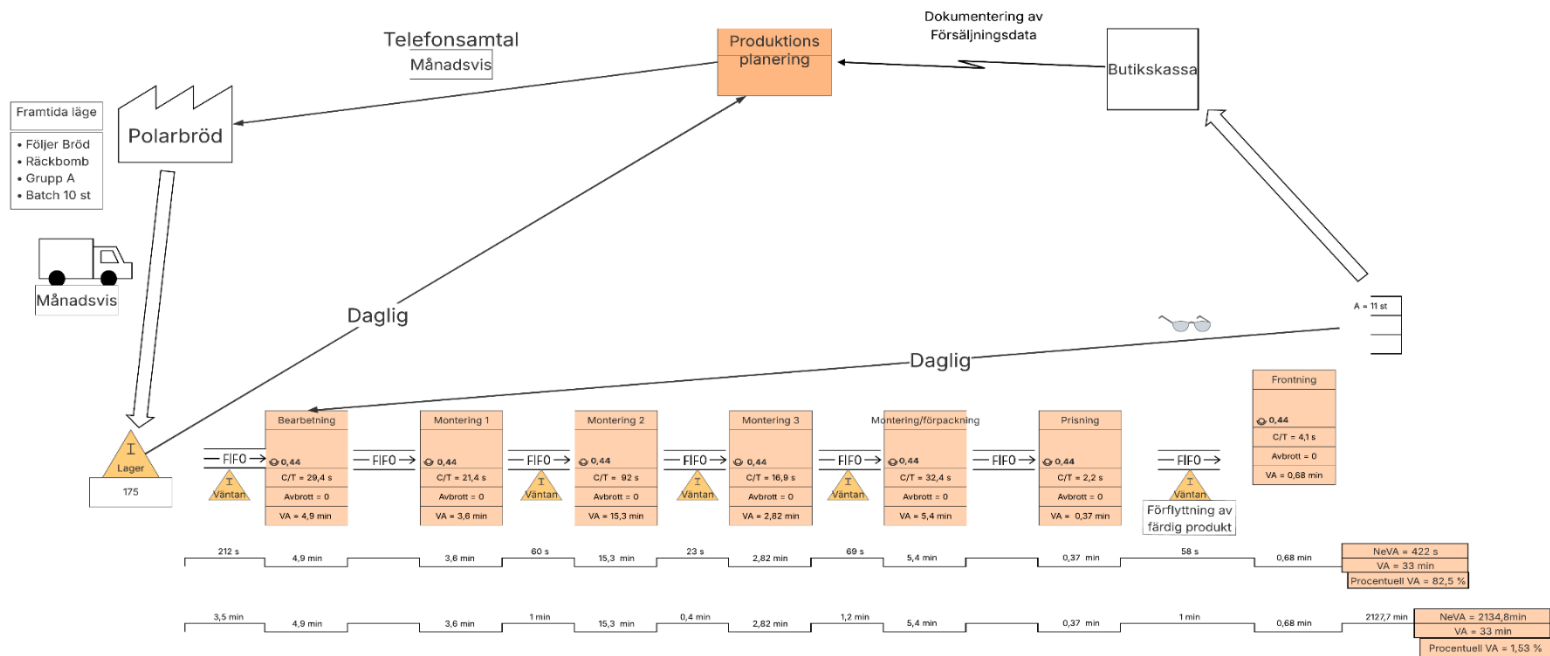 Telefonsamtal
Månadsvis
Produktions
planering
Dokumentering av
Försäljningsdata
Butikskassa
Framtida läge
• Följer Bröd
• Räckbomb
• Grupp A
• Batch 10 st
Polarbröd
Månadsvis
Daglig
Daglig
A = 11 st
I
Lager
175
FIFO
I
Väntan
Bearbetning
0,44
C/T = 29,4 s
Avbrott = 0
VA = 4,9 min
FIFO
Montering 1
0,44
C/T = 21,4 s
Avbrott = 0
VA = 3,6 min
FIFO
I
Väntan
Montering 2
0,44
C/T = 92 s
Avbrott = 0
VA = 15,3 min
FIFO
I
Väntan
Montering 3
0,44
C/T = 16,9 s
Avbrott = 0
VA = 2,82 min
FIFO
I
Väntan
Montering/förpackning
0,44
C/T = 32,4 s
Avbrott = 0
VA = 5,4 min
FIFO
Prisning
0,44
C/T = 2,2 s
Avbrott = 0
VA = 0,37 min
FIFO
I
Väntan
Förflyttning av
färdig produkt
Frontning
0,44
C/T = 4,1 s
Avbrott = 0
VA = 0,68 min
212 s 4,9 min 3,6 min 60 s 15,3 min 23 s 2,82 min 69 s 5,4 min 0,37 min 58 s 0,68 min
NeVA = 422 s
VA = 33 min
Procentuell VA = 82,5 %
3,5 min 4,9 min 3,6 min 1 min 15,3 min 0,4 min 2,82 min 1,2 min 5,4 min 0,37 min 1 min 0,68 min 2127,7 min
NeVA = 2134,8min
VA = 33 min
Procentuell VA = 1,53 %